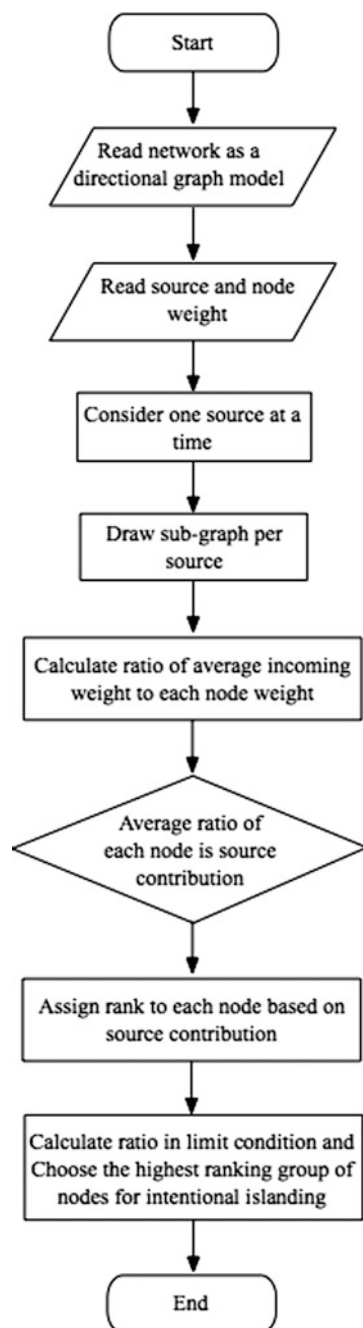 Start
Read network as a
directional graph model
Read source and node
weight
Consider one source at a
time
Draw sub-graph per
source
Calculate ratio of average incoming
weight to each node weight
Average ratio of
each node is source
contribution
Assign rank to each node based on
source contribution
Calculate ratio in limit condition and
Choose the highest ranking group of
nodes for intentional islanding
End